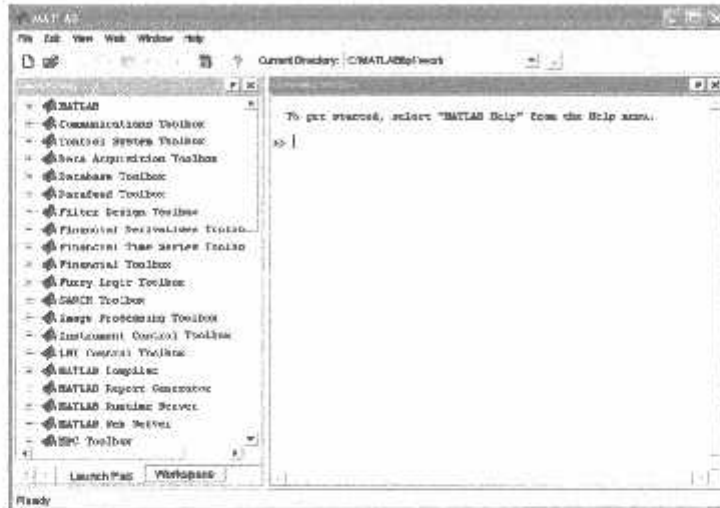 MATLAB
File Edit View Web Window Help
? Current Directory: C:\MATLAB6p1\work
MATLAB
Communications Toolbox
Control System Toolbox
Data Acquisition Toolbox
Database Toolbox
Datafeed Toolbox
Filter Design Toolbox
Financial Derivatives Toolbo
Financial Time Series Toolbo
Financial Toolbox
Fuzzy Logic Toolbox
GARCH Toolbox
Image Processing Toolbox
Instrument Control Toolbox
LMI Control Toolbox
MATLAB Compiler
MATLAB Report Generator
MATLAB Runtime Server
MATLAB Web Server
MPC Toolbox
Launch Pad Workspace
To get started, select "MATLAB Help" from the Help menu.
>>
Ready